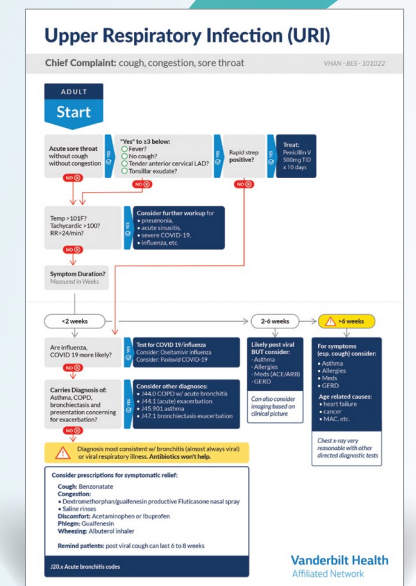 Upper Respiratory Infection (URI)
Chief Complaint: cough, congestion, sore throat
VHAN - BES - 101022
ADULT
Start
Acute sore throat
without cough
without congestion
YES
"Yes" to ≥3 below:
Fever?
No cough?
Tender anterior cervical LAD?
Tonsillar exudate?
YES
Rapid strep
positive?
YES
Treat:
Penicillin V
500mg TID
x 10 days
NO
NO
NO
Temp >101F?
Tachycardic >100?
RR>24/min?
YES
Consider further workup for
• pneumonia,
• acute sinusitis,
• severe COVID-19,
• influenza, etc.
NO
Symptom Duration?
Measured in Weeks
<2 weeks
2-6 weeks
>6 weeks
Are influenza,
COVID 19 more likely?
YES
Test for COVID 19/influenza
Consider: Oseltamivir influenza
Consider: Paxlovid COVID-19
NO
Carries Diagnosis of:
Asthma, COPD,
bronchiectasis and
presentation concerning
for exacerbation?
YES
Consider other diagnoses:
• J44.0 COPD w/ acute bronchitis
• J44.1 (acute) exacerbation
• J45.901 asthma
• J47.1 bronchiectasis exacerbation
NO
Likely post viral
BUT consider:
- Asthma
- Allergies
- Meds (ACE/ARB)
- GERD
Can also consider
imaging based on
clinical picture
For symptoms
(esp. cough) consider:
• Asthma
• Allergies
• Meds
• GERD
Age related causes:
• heart failure
• cancer
• MAC, etc.
Chest x-ray very
reasonable with other
directed diagnostic tests
Diagnosis most consistent w/ bronchitis (almost always viral)
or viral respiratory illness. Antibiotics won't help.
Consider prescriptions for symptomatic relief:
Cough: Benzonatate
Congestion:
• Dextromethorphan/guaifenesin productive Fluticasone nasal spray
• Saline rinses
Discomfort: Acetaminophen or Ibuprofen
Phlegm: Guaifenesin
Wheezing: Albuterol inhaler
Remind patients: post viral cough can last 6 to 8 weeks
J20.x Acute bronchitis codes
Vanderbilt Health
Affiliated Network